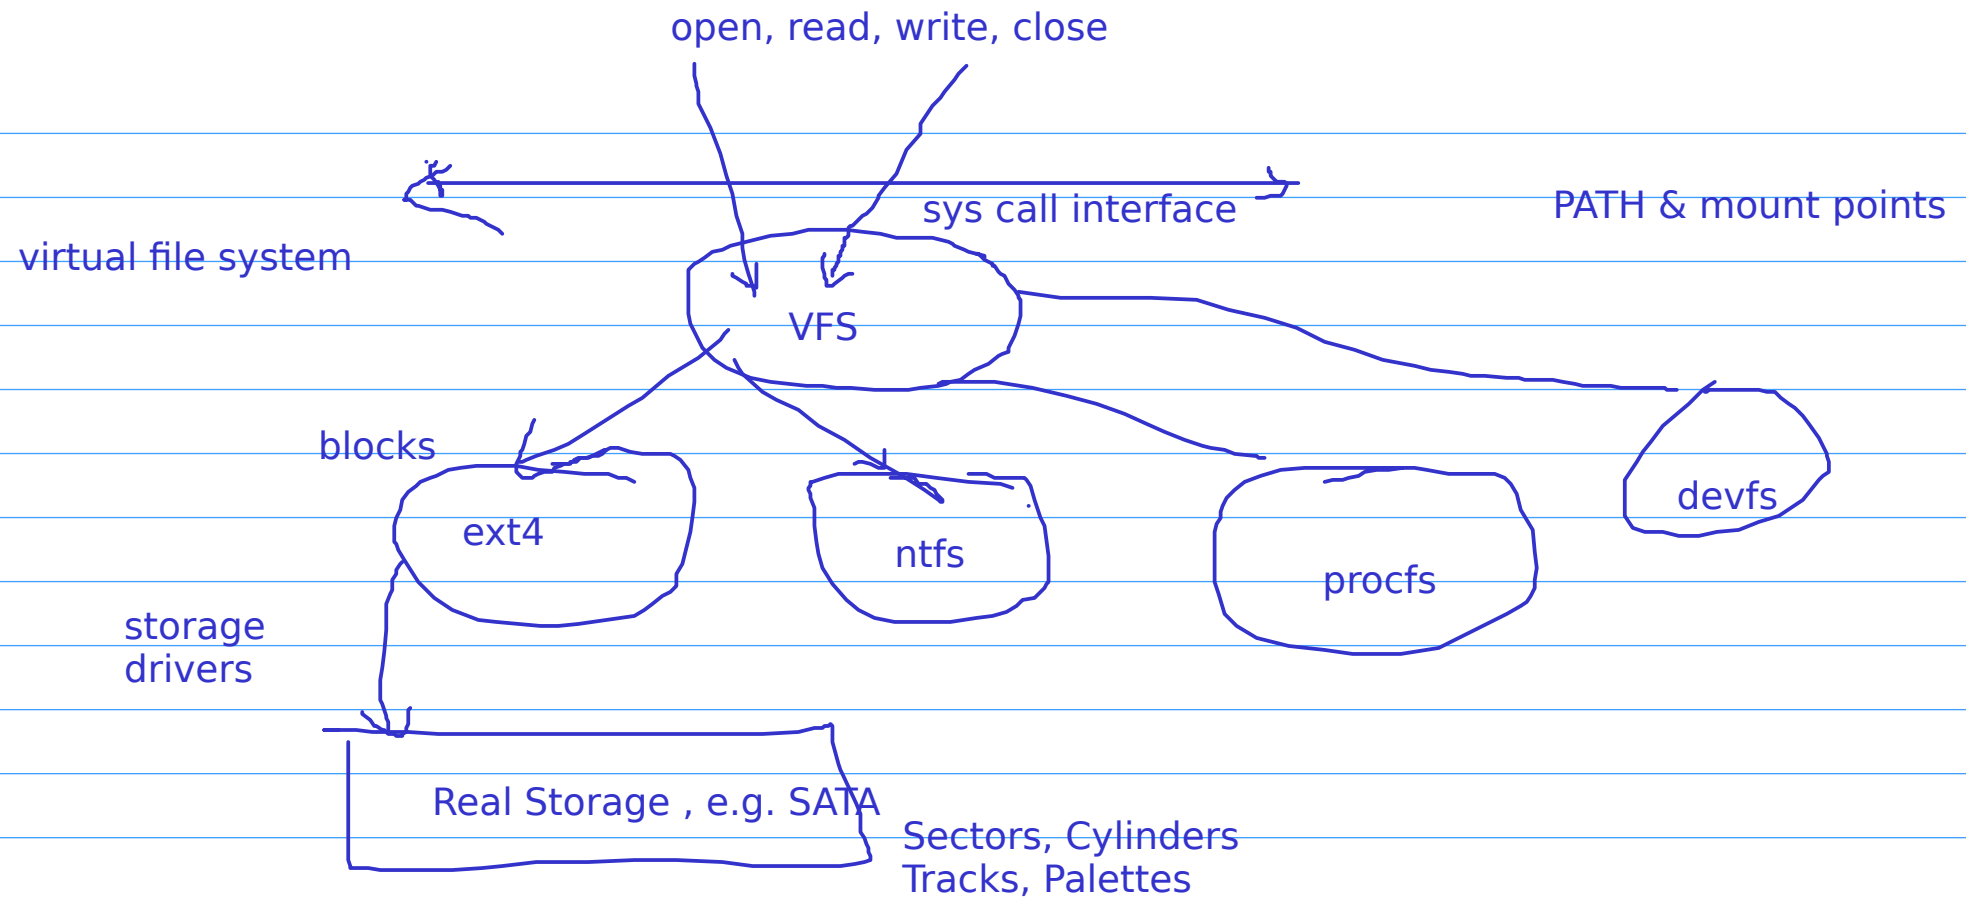 open, read, write, close
sys call interface
PATH & mount points
virtual file system
VFS
blocks
ext4
ntfs
procfs
devfs
storage
drivers
Real Storage , e.g. SATA
Sectors, Cylinders
Tracks, Palettes